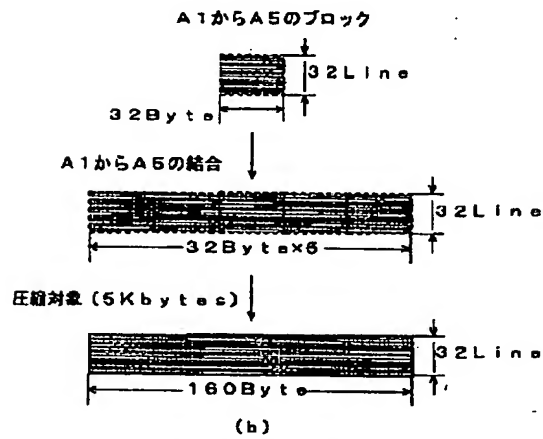 A1からA5のブロック
32Line
32Byte
A1からA5の結合
32Line
32Byte×5
圧縮対象(5Kbytes)
32Line
160Byte
(b)